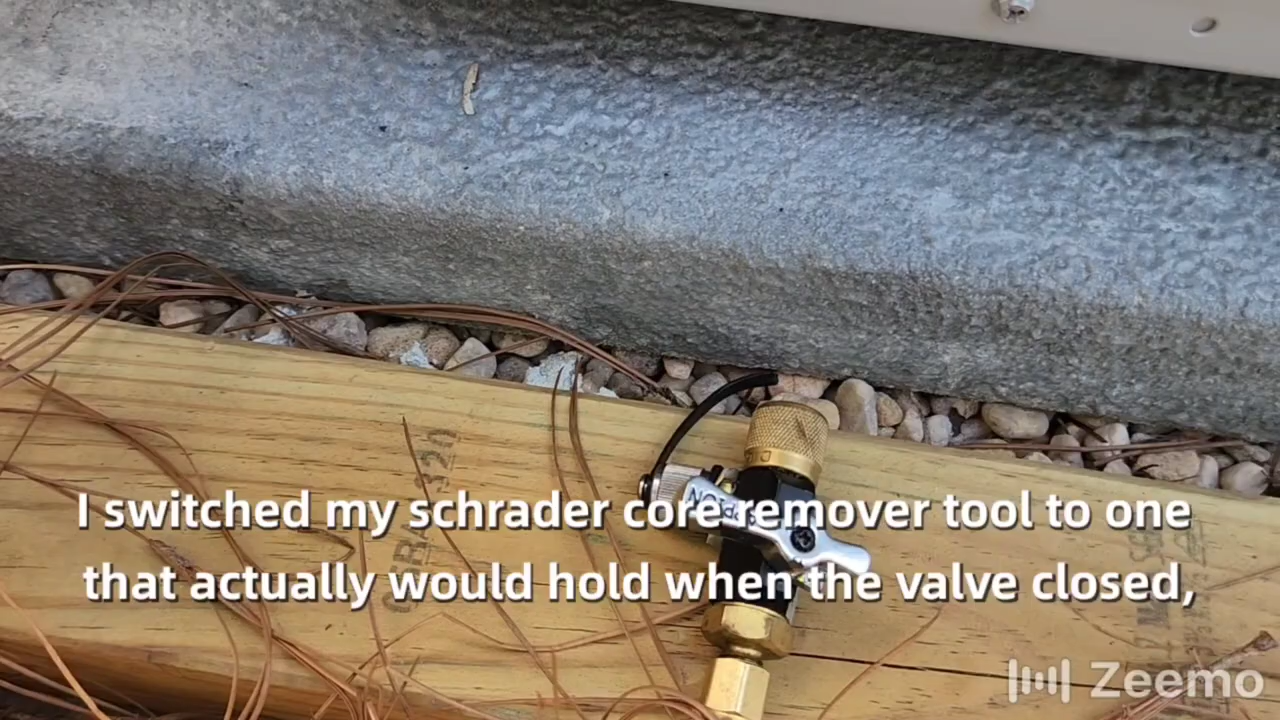 I switched my schrader core remover tool to one
that actually would hold when the valve closed,
Zeemo